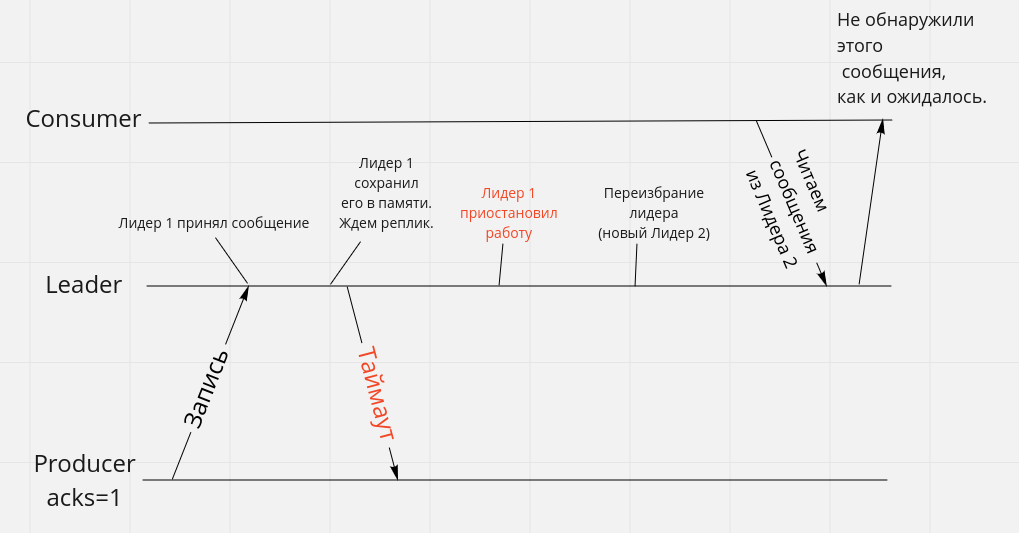 Не обнаружили
этого
сообщения,
как и ожидалось.
Consumer
Лидер 1
сохранил
его в памяти.
Ждем реплик.
Лидер 1 принял сообщение
Лидер 1
приостановил
работу
Переизбрание
лидера
(новый Лидер 2)
Читаем
сообщения
из Лидера 2
Leader
Запись
Таймаут
Producer
acks=1